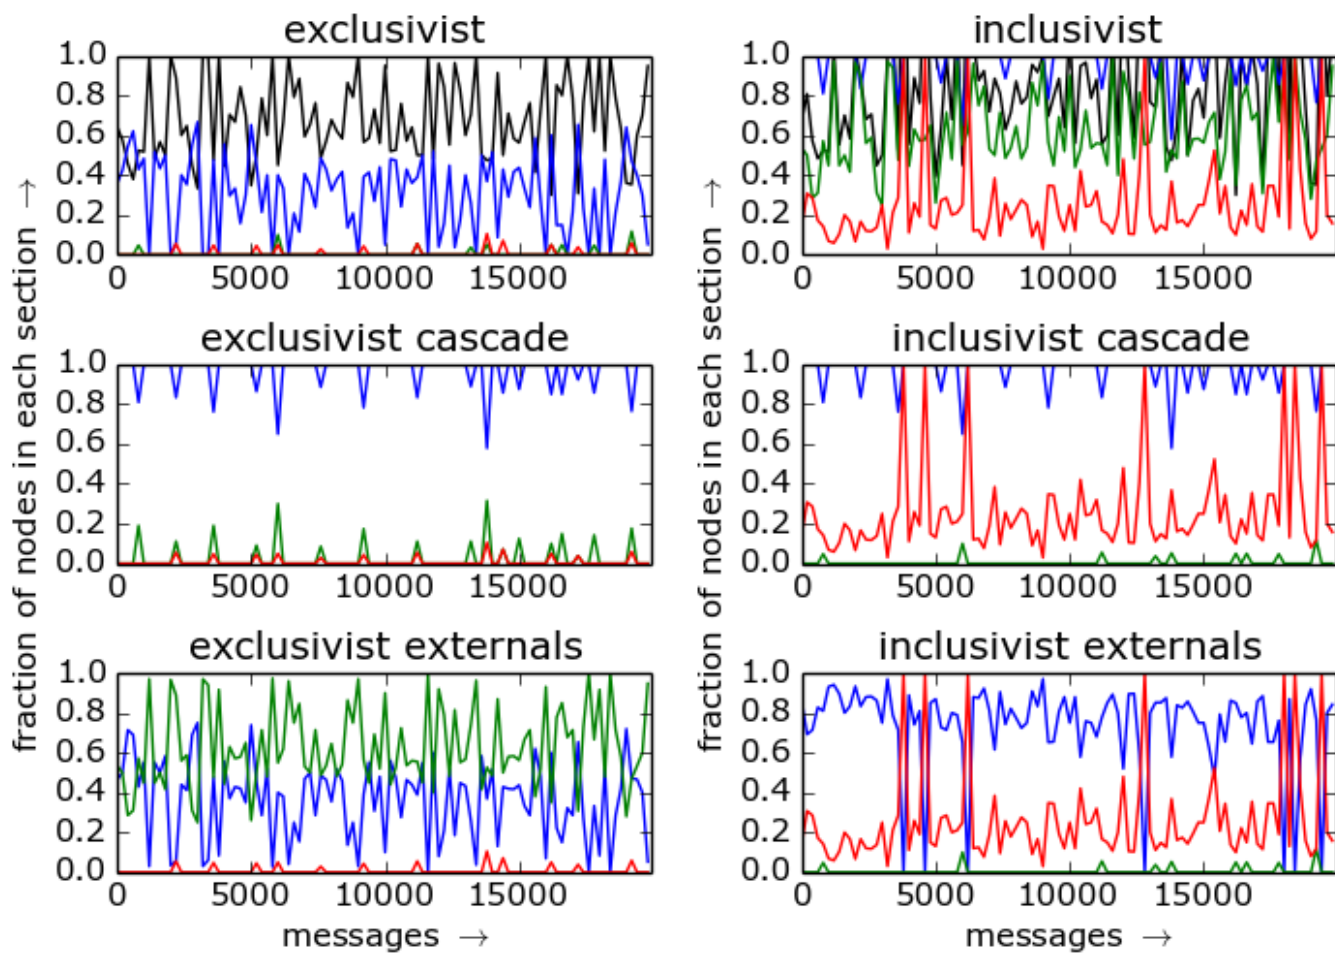 exclusivist
1.0
0.8
0.6
0.4
0.2
0.0
0 5000 10000 15000
inclusivist
1.0
0.8
0.6
0.4
0.2
0.0
0 5000 10000 15000
exclusivist cascade
1.0
0.8
0.6
0.4
0.2
0.0
0 5000 10000 15000
inclusivist cascade
1.0
0.8
0.6
0.4
0.2
0.0
0 5000 10000 15000
exclusivist externals
1.0
0.8
0.6
0.4
0.2
0.0
0 5000 10000 15000
inclusivist externals
1.0
0.8
0.6
0.4
0.2
0.0
0 5000 10000 15000
fraction of nodes in each section →
fraction of nodes in each section →
messages →
messages →